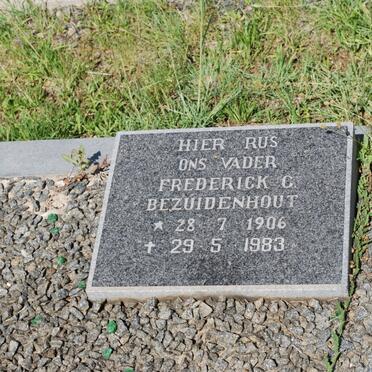 HIER RUS
ONS VADER
FREDERICK C.
BEZUIDENHOUT
* 28 · 7 · 1906
✝ 29 · 5 · 1983